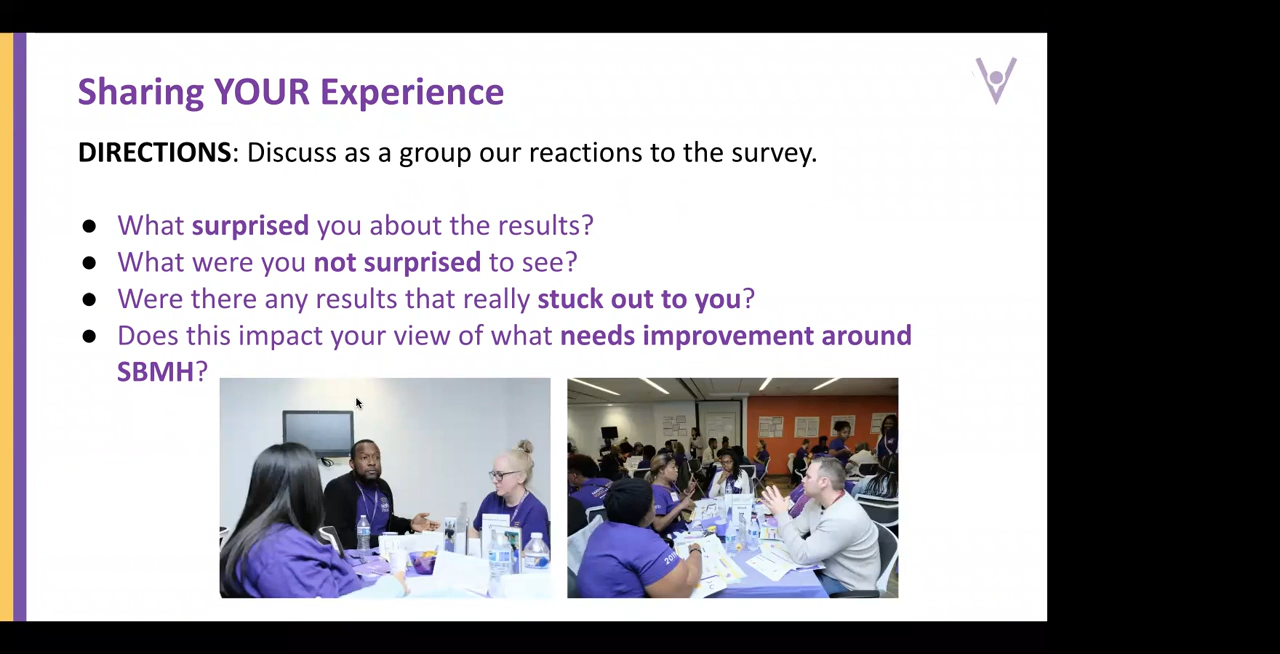 Sharing YOUR Experience
DIRECTIONS: Discuss as a group our reactions to the survey.
● What surprised you about the results?
● What were you not surprised to see?
● Were there any results that really stuck out to you?
● Does this impact your view of what needs improvement around
SBMH?